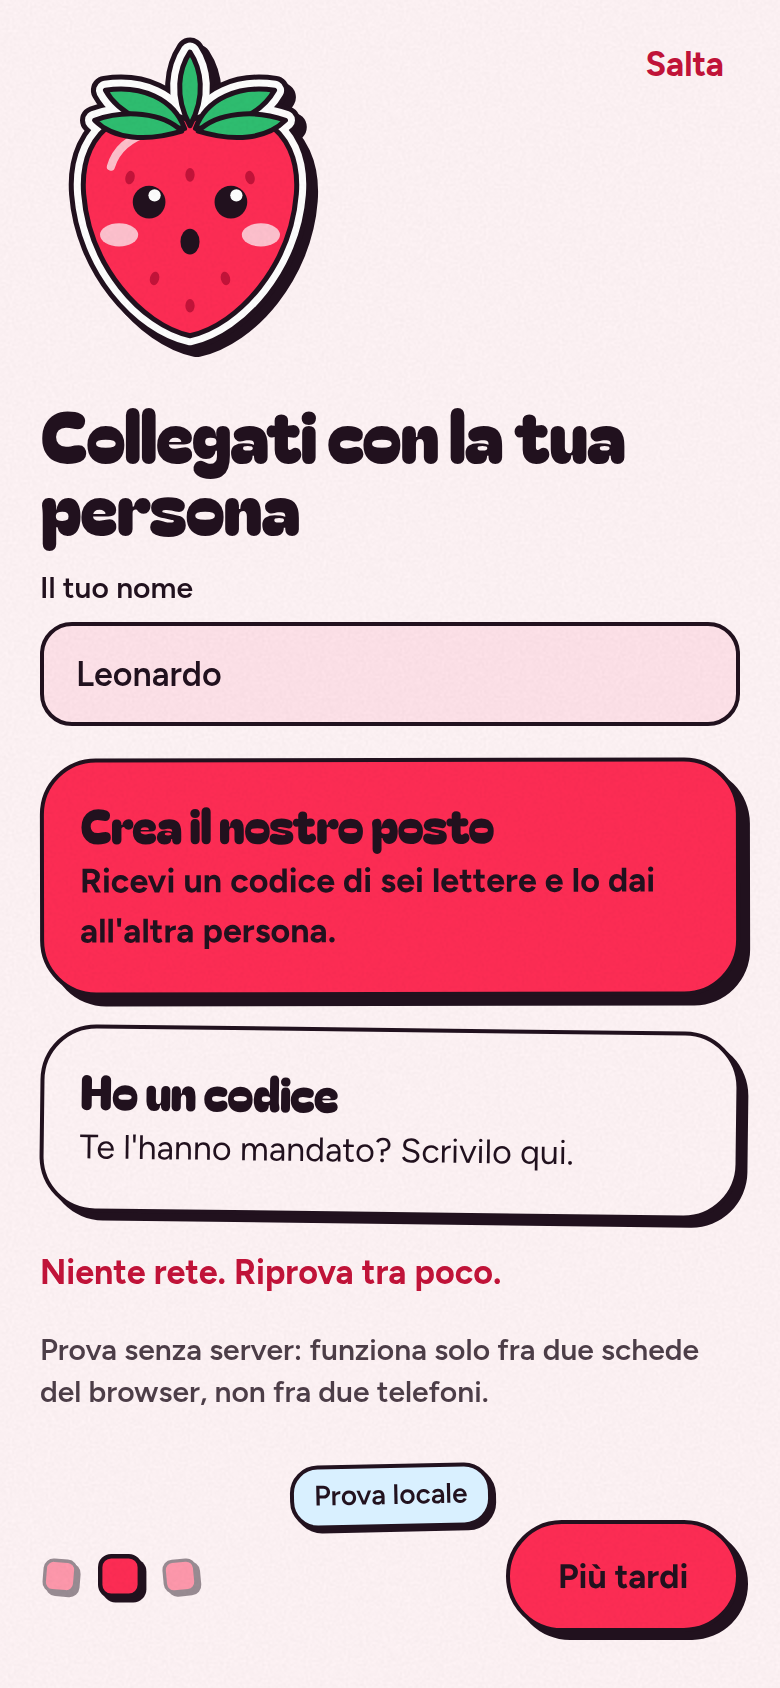 Salta
Collegati con la tua
persona
Il tuo nome
Leonardo
Crea il nostro posto
Ricevi un codice di sei lettere e lo dai
all'altra persona.
Ho un codice
Te l'hanno mandato? Scrivilo qui.
Niente rete. Riprova tra poco.
Prova senza server: funziona solo fra due schede
del browser, non fra due telefoni.
Prova locale
Più tardi